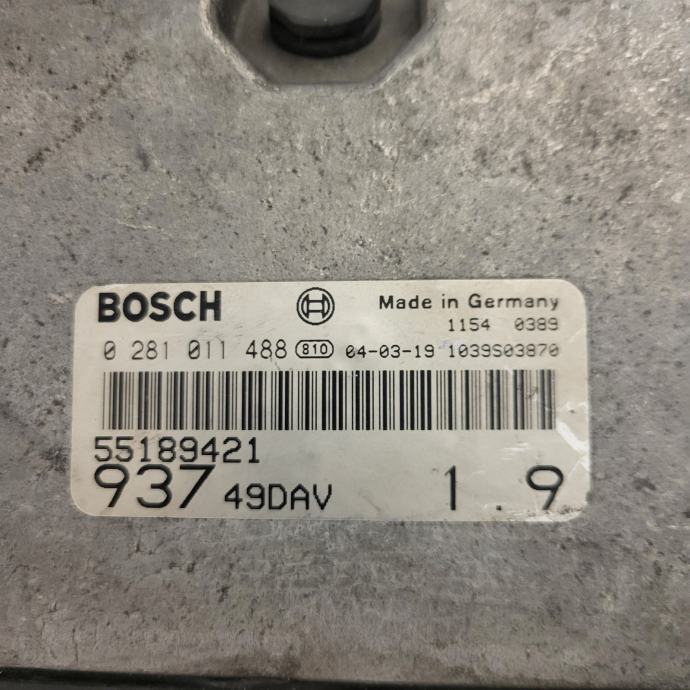 BOSCH Made in Germany
1154 0389
0 281 011 488 810 04-03-19 1039S03870
55189421
937 49DAV 1.9